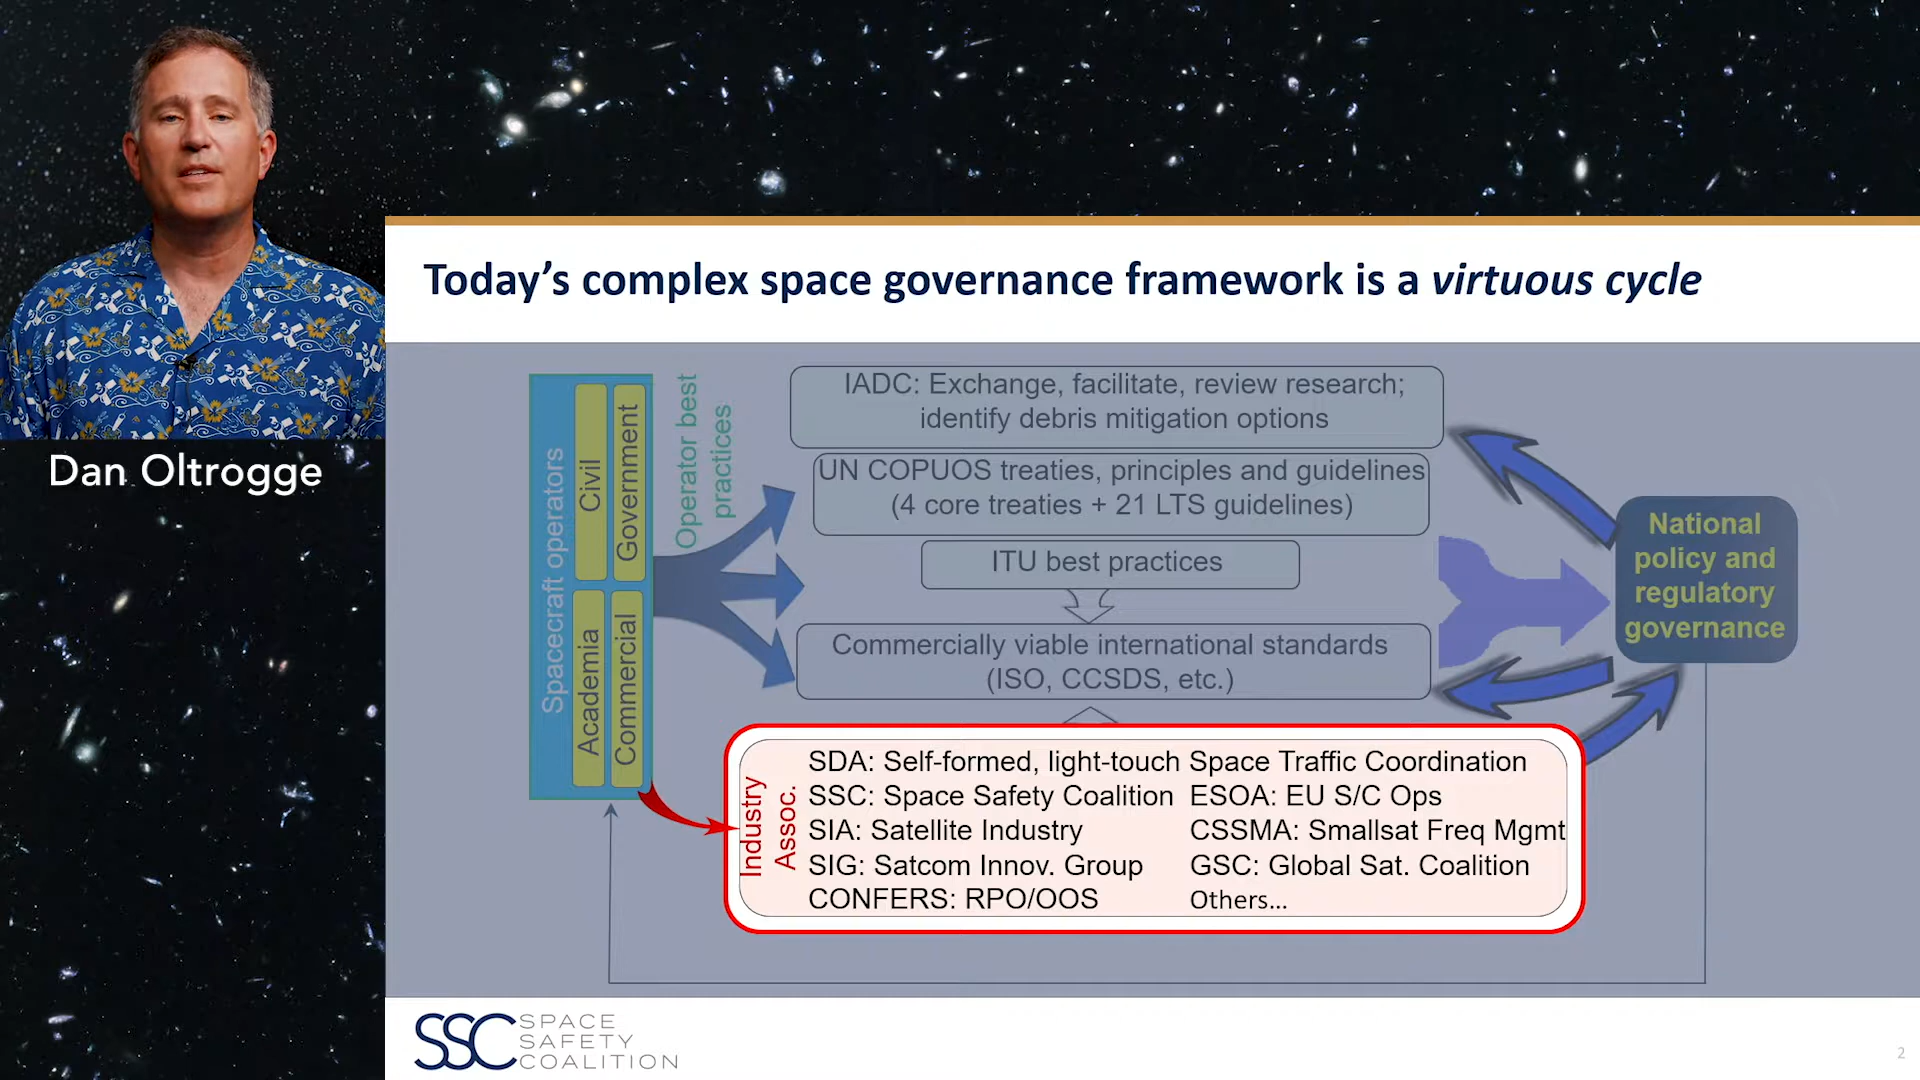 Dan Oltrogge
Today's complex space governance framework is a virtuous cycle
Spacecraft operators
Civil
Government
Academia
Commercial
Operator best
practices
IADC: Exchange, facilitate, review research;
identify debris mitigation options
UN COPUOS treaties, principles and guidelines
(4 core treaties + 21 LTS guidelines)
ITU best practices
Commercially viable international standards
(ISO, CCSDS, etc.)
National
policy and
regulatory
governance
Industry
Assoc.
SDA: Self-formed, light-touch Space Traffic Coordination
SSC: Space Safety Coalition ESOA: EU S/C Ops
SIA: Satellite Industry CSSMA: Smallsat Freq Mgmt
SIG: Satcom Innov. Group GSC: Global Sat. Coalition
CONFERS: RPO/OOS Others...
SSC
SPACE
SAFETY
COALITION
2